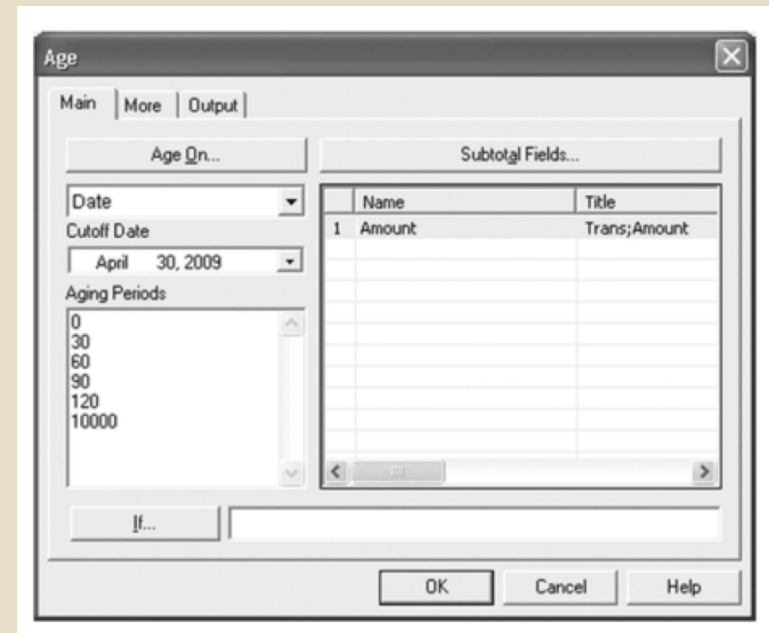 Age
Main More Output
Age On...
Subtotal Fields...
Date
Cutoff Date
April 30, 2009
Aging Periods
0
30
60
90
120
10000
Name Title
1 Amount Trans;Amount
If...
OK Cancel Help